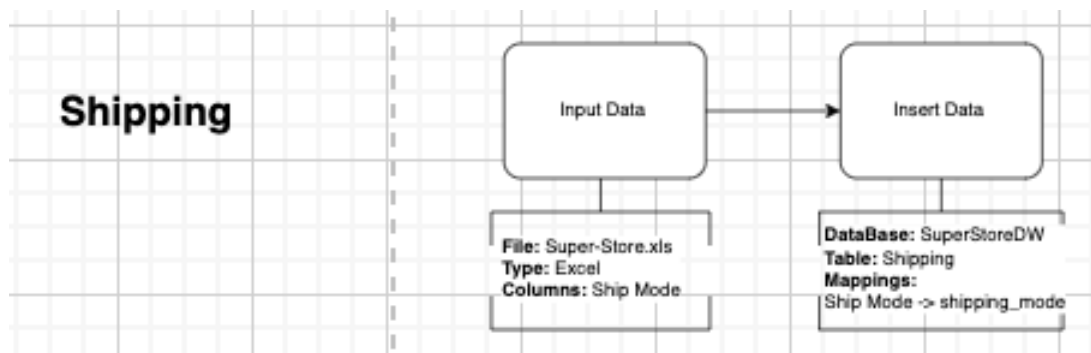 Shipping
Input Data
Insert Data
File: Super-Store.xls
Type: Excel
Columns: Ship Mode
DataBase: SuperStoreDW
Table: Shipping
Mappings:
Ship Mode -> shipping_mode